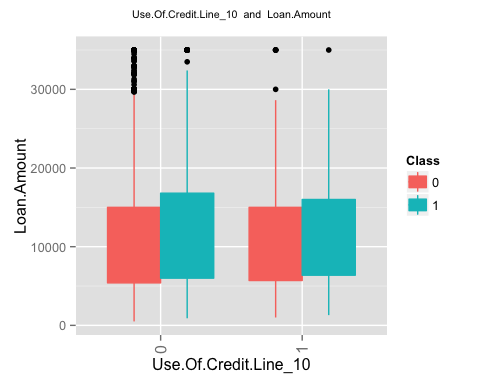 Use.Of.Credit.Line_10 and Loan.Amount
Loan.Amount
30000
20000
10000
0
0
1
Use.Of.Credit.Line_10
Class
0
1